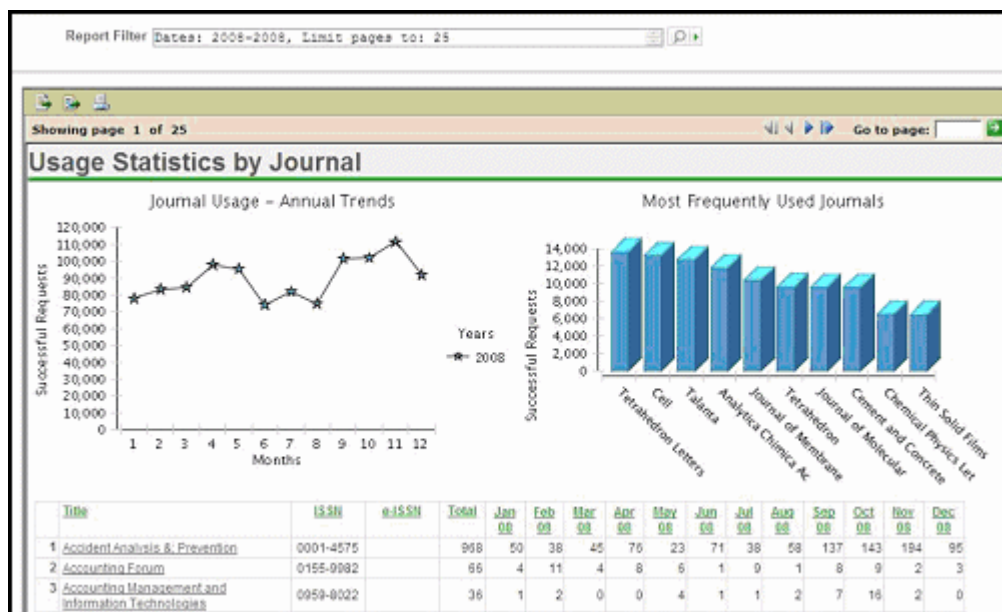 Report Filter Dates: 2008-2008, Limit pages to: 25
Showing page 1 of 25 Go to page:
Usage Statistics by Journal
Journal Usage - Annual Trends
120,000
110,000
100,000
90,000
80,000
70,000
60,000
50,000
40,000
30,000
20,000
10,000
0
Successful Requests
1 2 3 4 5 6 7 8 9 10 11 12
Months
Years
2008
Most Frequently Used Journals
14,000
12,000
10,000
8,000
6,000
4,000
2,000
0
Successful Requests
Tetrahedron Letters
Cell
Talanta
Analytica Chimica Ac
Journal of Membrane
Tetrahedron
Journal of Molecular
Cement and Concrete
Chemical Physics Let
Thin Solid Films
Title ISSN e-ISSN Total Jan 08 Feb 08 Mar 08 Apr 08 May 08 Jun 08 Jul 08 Aug 08 Sep 08 Oct 08 Nov 08 Dec 08
1 Accident Analysis & Prevention 0001-4575 968 50 38 45 76 23 71 38 58 137 143 194 95
2 Accounting Forum 0155-9982 66 4 11 4 8 6 1 9 1 8 9 2 3
3 Accounting Management and
Information Technologies 0959-8022 36 1 2 0 0 4 1 1 2 7 16 2 0